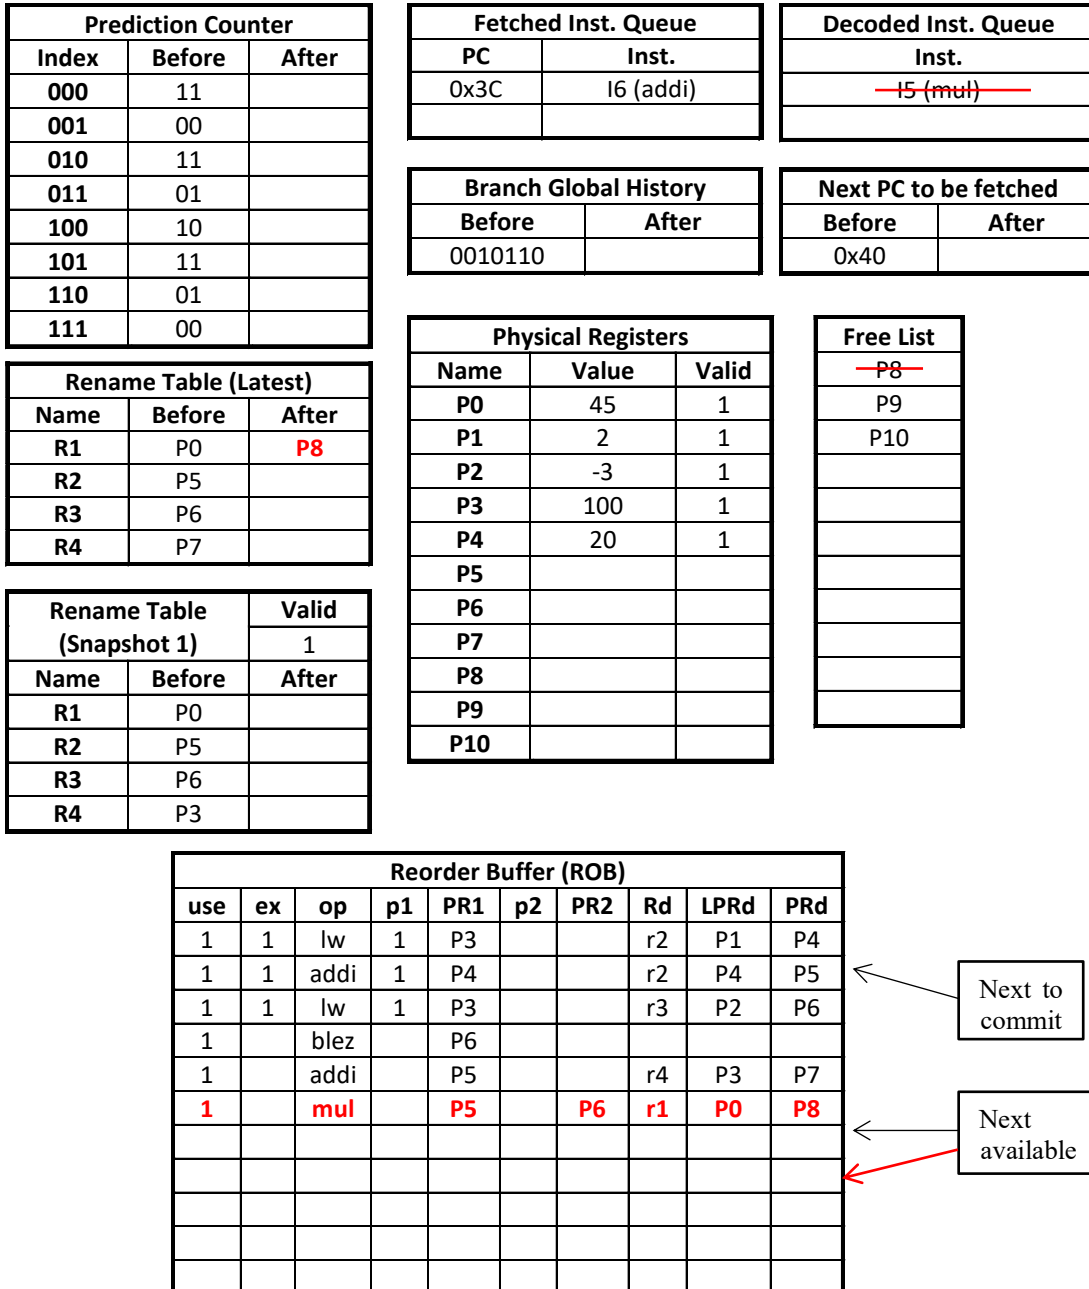 Prediction Counter
Index Before After
000 11
001 00
010 11
011 01
100 10
101 11
110 01
111 00
Fetched Inst. Queue
PC Inst.
0x3C I6 (addi)
Decoded Inst. Queue
Inst.
I5 (mul)
Branch Global History
Before After
0010110
Next PC to be fetched
Before After
0x40
Rename Table (Latest)
Name Before After
R1 P0 P8
R2 P5
R3 P6
R4 P7
Physical Registers
Name Value Valid
P0 45 1
P1 2 1
P2 -3 1
P3 100 1
P4 20 1
P5
P6
P7
P8
P9
P10
Free List
P8
P9
P10
Rename Table Valid
(Snapshot 1) 1
Name Before After
R1 P0
R2 P5
R3 P6
R4 P3
Reorder Buffer (ROB)
use ex op p1 PR1 p2 PR2 Rd LPRd PRd
1 1 lw 1 P3 r2 P1 P4
1 1 addi 1 P4 r2 P4 P5
1 1 lw 1 P3 r3 P2 P6
1 blez P6
1 addi P5 r4 P3 P7
1 mul P5 P6 r1 P0 P8
Next to
commit
Next
available